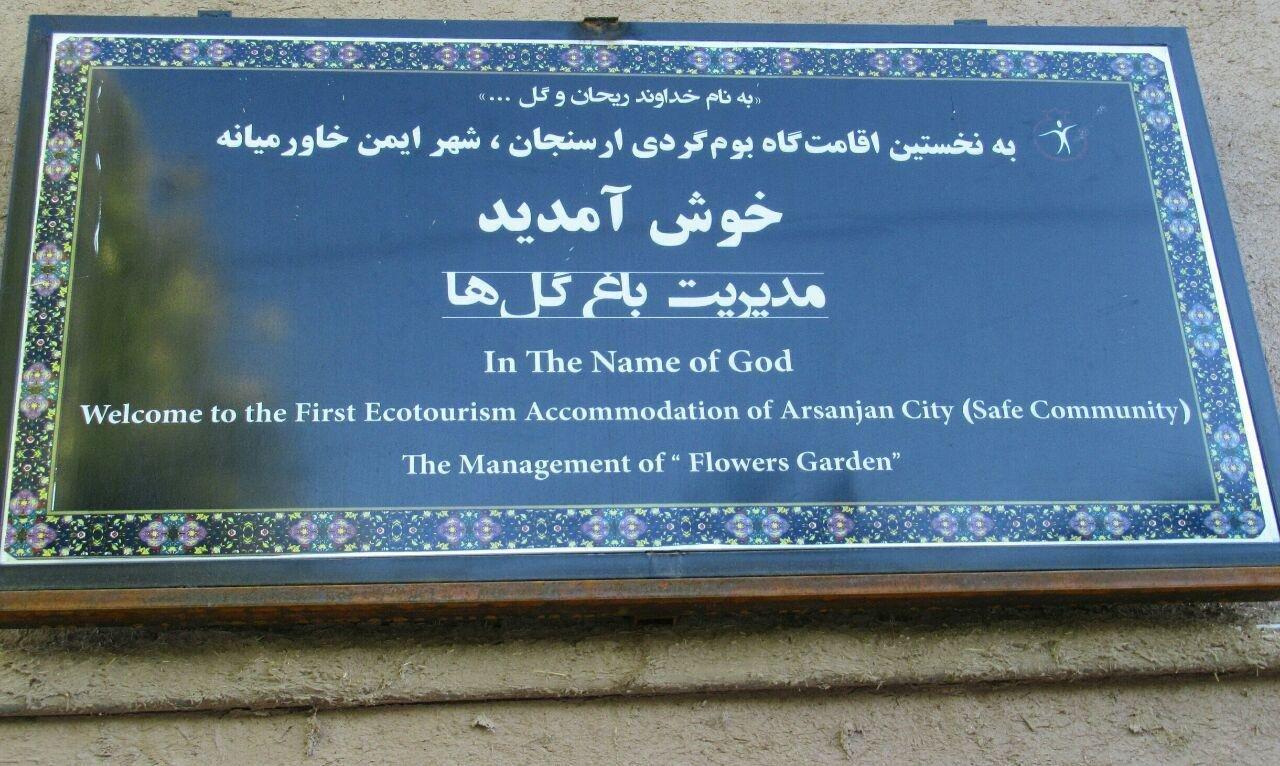 «به نام خداوند ریحان و گل ...»
به نخستین اقامت‌گاه بوم‌گردی ارسنجان ، شهر ایمن خاورمیانه
خوش آمدید
مدیریت باغ گل‌ها
In The Name of God
Welcome to the First Ecotourism Accommodation of Arsanjan City (Safe Community)
The Management of “ Flowers Garden”